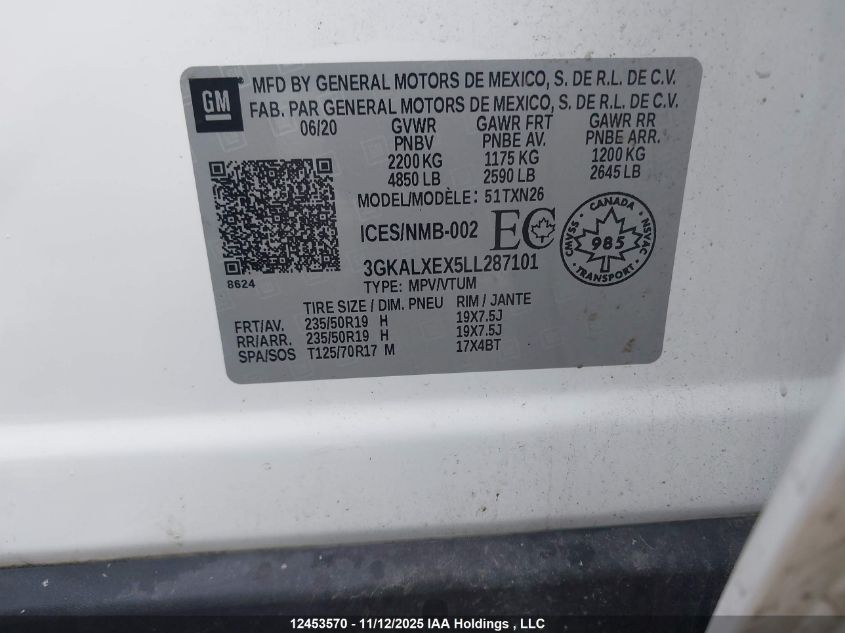 GM
MFD BY GENERAL MOTORS DE MEXICO, S. DE R.L. DE C.V.
FAB. PAR GENERAL MOTORS DE MEXICO, S. DE R.L. DE C.V.
06/20 GVWR GAWR FRT GAWR RR
PNBV PNBE AV. PNBE ARR.
2200 KG 1175 KG 1200 KG
4850 LB 2590 LB 2645 LB
MODEL/MODÈLE: 51TXN26
ICES/NMB-002 EC
CANADA
CMVSS 985 NSVAC
TRANSPORT
3GKALXEX5LL287101
8624
TYPE: MPV/VTUM
TIRE SIZE / DIM. PNEU RIM / JANTE
FRT/AV. 235/50R19 H 19X7.5J
RR/ARR. 235/50R19 H 19X7.5J
SPA/SOS T125/70R17 M 17X4BT
12453570 - 11/12/2025 IAA Holdings , LLC